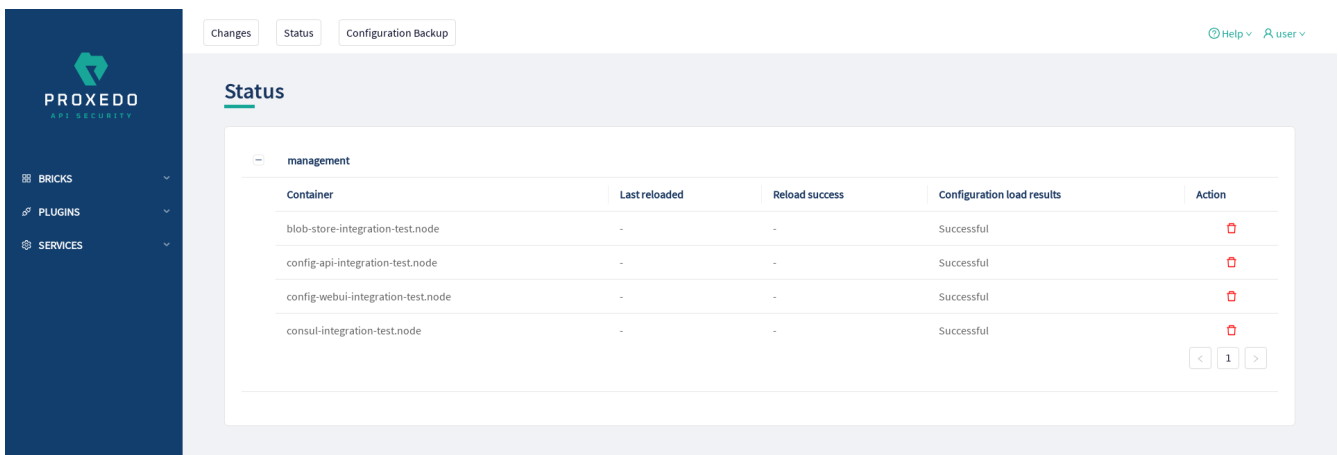 PROXEDO
API SECURITY
BRICKS
PLUGINS
SERVICES
Changes Status Configuration Backup Help user
Status
management
Container Last reloaded Reload success Configuration load results Action
blob-store-integration-test.node - - Successful
config-api-integration-test.node - - Successful
config-webui-integration-test.node - - Successful
consul-integration-test.node - - Successful
< 1 >